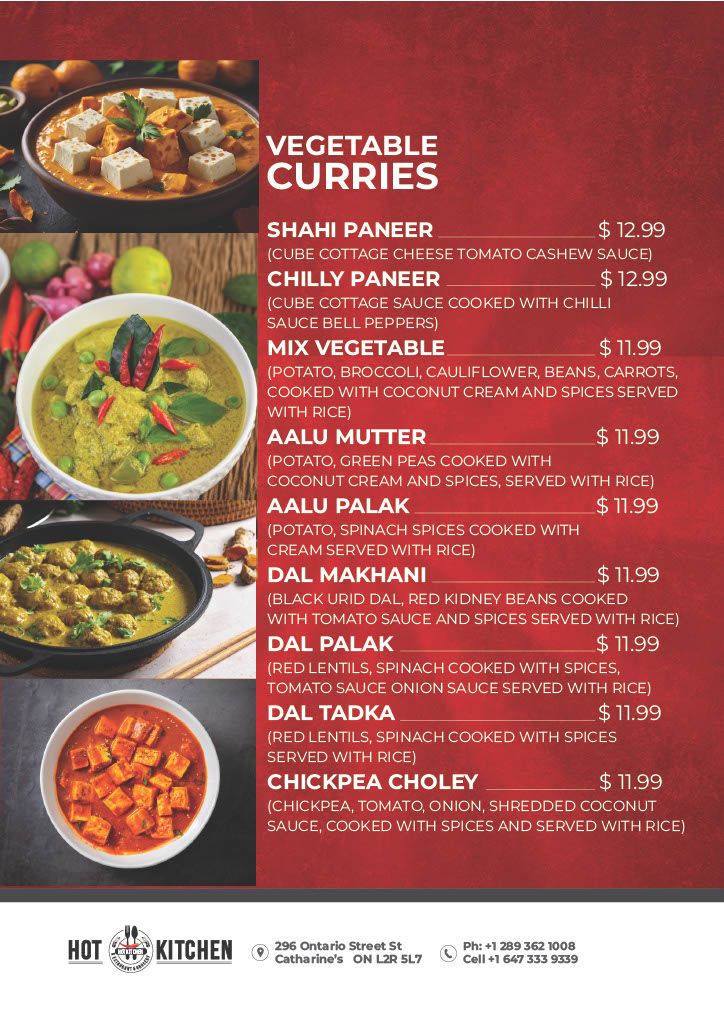 VEGETABLE
CURRIES
SHAHI PANEER $ 12.99
(CUBE COTTAGE CHEESE TOMATO CASHEW SAUCE)
CHILLY PANEER $ 12.99
(CUBE COTTAGE SAUCE COOKED WITH CHILLI
SAUCE BELL PEPPERS)
MIX VEGETABLE $ 11.99
(POTATO, BROCCOLI, CAULIFLOWER, BEANS, CARROTS,
COOKED WITH COCONUT CREAM AND SPICES SERVED
WITH RICE)
AALU MUTTER $ 11.99
(POTATO, GREEN PEAS COOKED WITH
COCONUT CREAM AND SPICES, SERVED WITH RICE)
AALU PALAK $ 11.99
(POTATO, SPINACH SPICES COOKED WITH
CREAM SERVED WITH RICE)
DAL MAKHANI $ 11.99
(BLACK URID DAL, RED KIDNEY BEANS COOKED
WITH TOMATO SAUCE AND SPICES SERVED WITH RICE)
DAL PALAK $ 11.99
(RED LENTILS, SPINACH COOKED WITH SPICES,
TOMATO SAUCE ONION SAUCE SERVED WITH RICE)
DAL TADKA $ 11.99
(RED LENTILS, SPINACH COOKED WITH SPICES
SERVED WITH RICE)
CHICKPEA CHOLEY $ 11.99
(CHICKPEA, TOMATO, ONION, SHREDDED COCONUT
SAUCE, COOKED WITH SPICES AND SERVED WITH RICE)
HOT KITCHEN
HOT KITCHEN
296 Ontario Street St
Catharine's ON L2R 5L7
Ph: +1 289 362 1008
Cell +1 647 333 9339